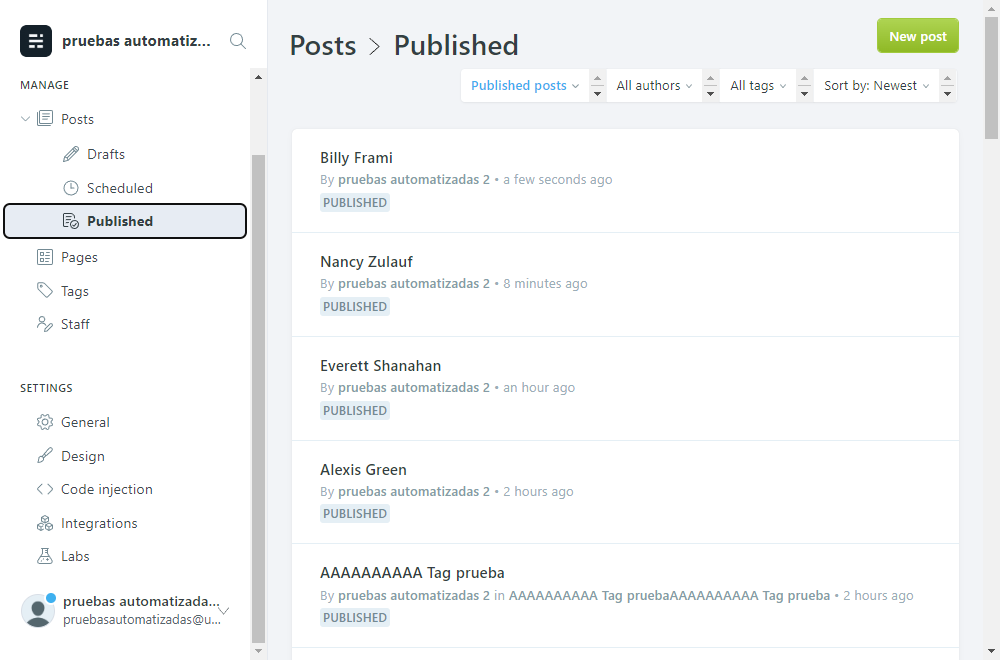 pruebas automatiz...
MANAGE
Posts
Drafts
Scheduled
Published
Pages
Tags
Staff
SETTINGS
General
Design
Code injection
Integrations
Labs
pruebas automatizada...
pruebasautomatizadas@u...
Posts > Published
New post
Published posts
All authors
All tags
Sort by: Newest
Billy Frami
By pruebas automatizadas 2 • a few seconds ago
PUBLISHED
Nancy Zulauf
By pruebas automatizadas 2 • 8 minutes ago
PUBLISHED
Everett Shanahan
By pruebas automatizadas 2 • an hour ago
PUBLISHED
Alexis Green
By pruebas automatizadas 2 • 2 hours ago
PUBLISHED
AAAAAAAAAA Tag prueba
By pruebas automatizadas 2 in AAAAAAAAAA Tag pruebaAAAAAAAAAA Tag prueba • 2 hours ago
PUBLISHED